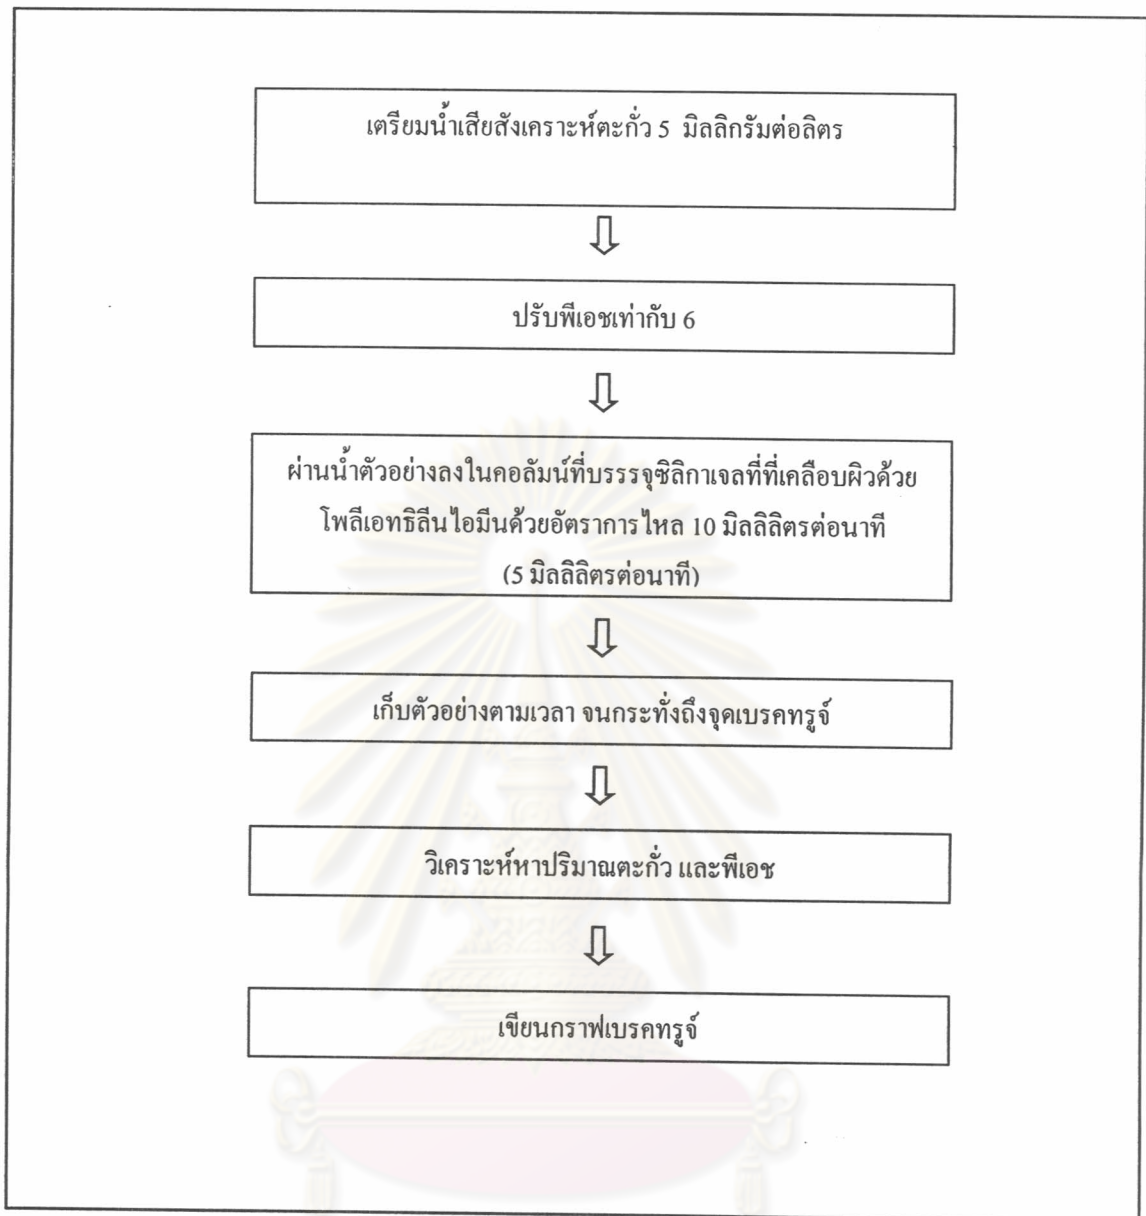 เตรียมน้ำเสียสังเคราะห์ตะกั่ว 5 มิลลิกรัมต่อลิตร
ปรับพีเอชเท่ากับ 6
ผ่านน้ำตัวอย่างลงในคอลัมน์ที่บรรรจุซิลิกาเจลที่ที่เคลือบผิวด้วย
โพลีเอทธิลีนไอมีนด้วยอัตราการไหล 10 มิลลิลิตรต่อนาที
(5 มิลลิลิตรต่อนาที)
เก็บตัวอย่างตามเวลา จนกระทั่งถึงจุดเบรคทรูจ์
วิเคราะห์หาปริมาณตะกั่ว และพีเอช
เขียนกราฟเบรคทรูจ์